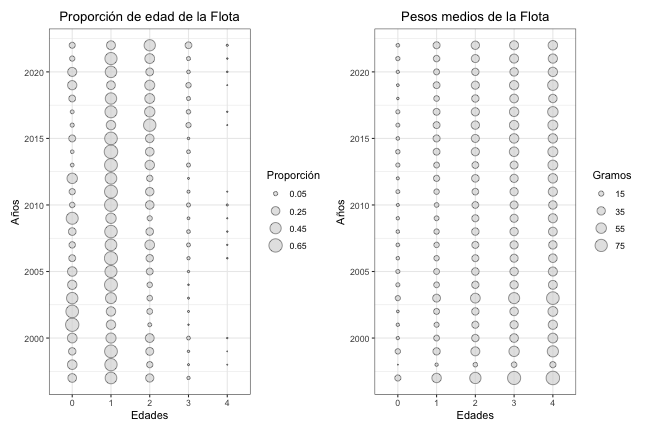 Proporción de edad de la Flota
Años
2020
2015
2010
2005
2000
0 1 2 3 4
Edades
Proporción
0.05
0.25
0.45
0.65
Pesos medios de la Flota
Años
2020
2015
2010
2005
2000
0 1 2 3 4
Edades
Gramos
15
35
55
75